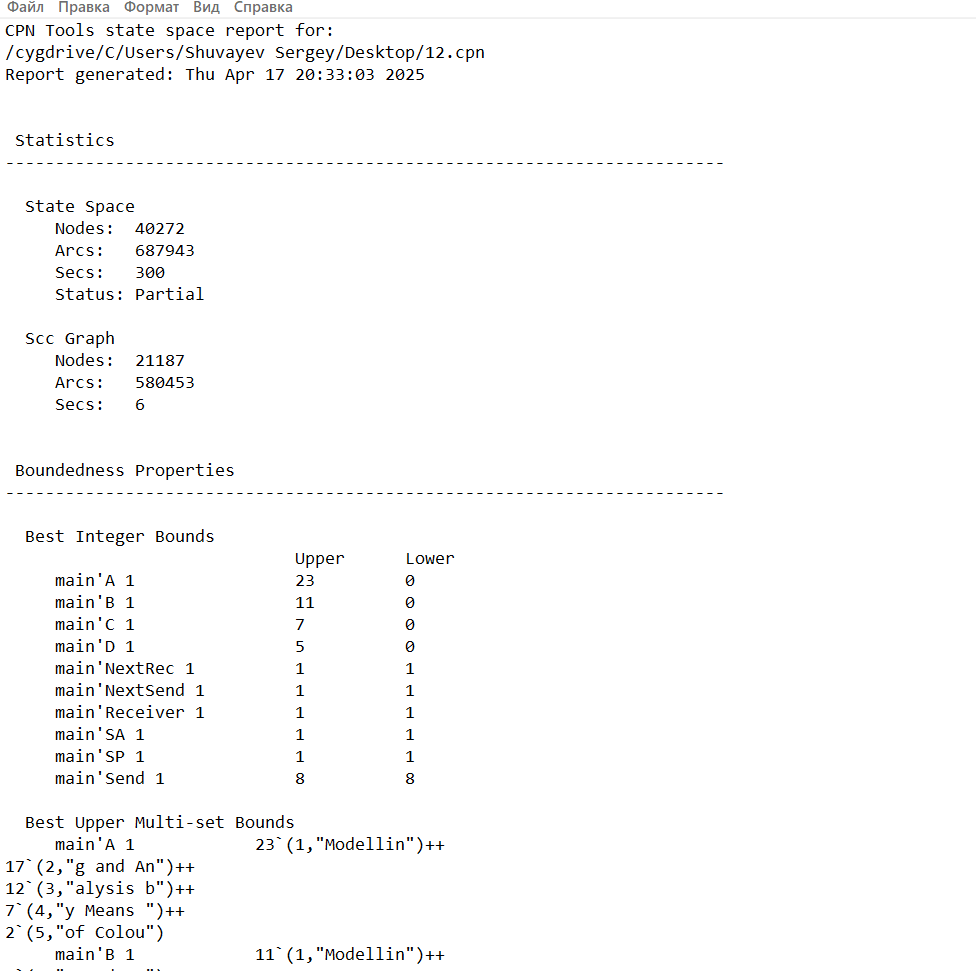 Файл Правка Формат Вид Справка
CPN Tools state space report for:
/cygdrive/C/Users/Shuvayev Sergey/Desktop/12.cpn
Report generated: Thu Apr 17 20:33:03 2025
Statistics
------------------------------------------------------------------------
State Space
Nodes: 40272
Arcs: 687943
Secs: 300
Status: Partial
Scc Graph
Nodes: 21187
Arcs: 580453
Secs: 6
Boundedness Properties
------------------------------------------------------------------------
Best Integer Bounds
Upper Lower
main'A 1 23 0
main'B 1 11 0
main'C 1 7 0
main'D 1 5 0
main'NextRec 1 1 1
main'NextSend 1 1 1
main'Receiver 1 1 1
main'SA 1 1 1
main'SP 1 1 1
main'Send 1 8 8
Best Upper Multi-set Bounds
main'A 1 23`(1,"Modellin")++
17`(2,"g and An")++
12`(3,"alysis b")++
7`(4,"y Means ")++
2`(5,"of Colou")
main'B 1 11`(1,"Modellin")++